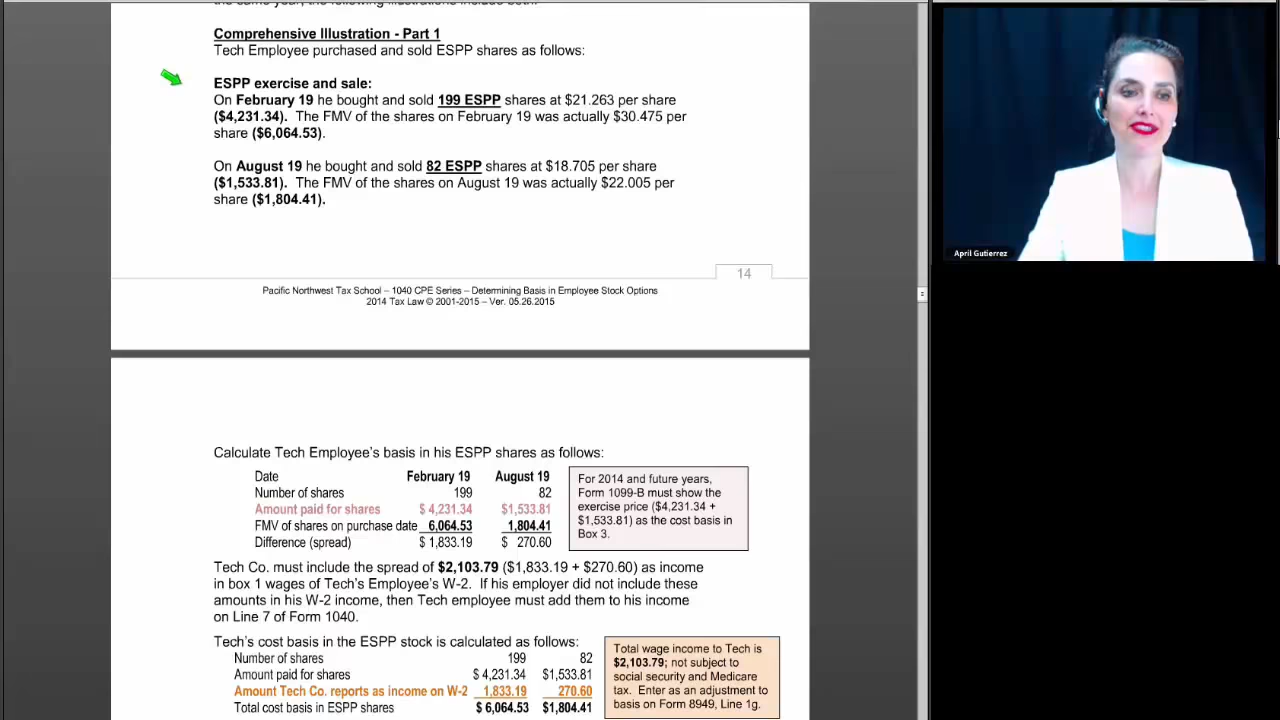 the same year, the following illustrations include both.
Comprehensive Illustration - Part 1
Tech Employee purchased and sold ESPP shares as follows:
ESPP exercise and sale:
On February 19 he bought and sold 199 ESPP shares at $21.263 per share
($4,231.34). The FMV of the shares on February 19 was actually $30.475 per
share ($6,064.53).
On August 19 he bought and sold 82 ESPP shares at $18.705 per share
($1,533.81). The FMV of the shares on August 19 was actually $22.005 per
share ($1,804.41).
14
Pacific Northwest Tax School – 1040 CPE Series – Determining Basis in Employee Stock Options
2014 Tax Law © 2001-2015 – Ver. 05.26.2015
Calculate Tech Employee's basis in his ESPP shares as follows:
Date February 19 August 19
Number of shares 199 82
Amount paid for shares $ 4,231.34 $1,533.81
FMV of shares on purchase date 6,064.53 1,804.41
Difference (spread) $ 1,833.19 $ 270.60
For 2014 and future years,
Form 1099-B must show the
exercise price ($4,231.34 +
$1,533.81) as the cost basis in
Box 3.
Tech Co. must include the spread of $2,103.79 ($1,833.19 + $270.60) as income
in box 1 wages of Tech's Employee's W-2. If his employer did not include these
amounts in his W-2 income, then Tech employee must add them to his income
on Line 7 of Form 1040.
Tech's cost basis in the ESPP stock is calculated as follows:
Number of shares 199 82
Amount paid for shares $ 4,231.34 $1,533.81
Amount Tech Co. reports as income on W-2 1,833.19 270.60
Total cost basis in ESPP shares $ 6,064.53 $1,804.41
Total wage income to Tech is
$2,103.79; not subject to
social security and Medicare
tax. Enter as an adjustment to
basis on Form 8949, Line 1g.
April Gutierrez